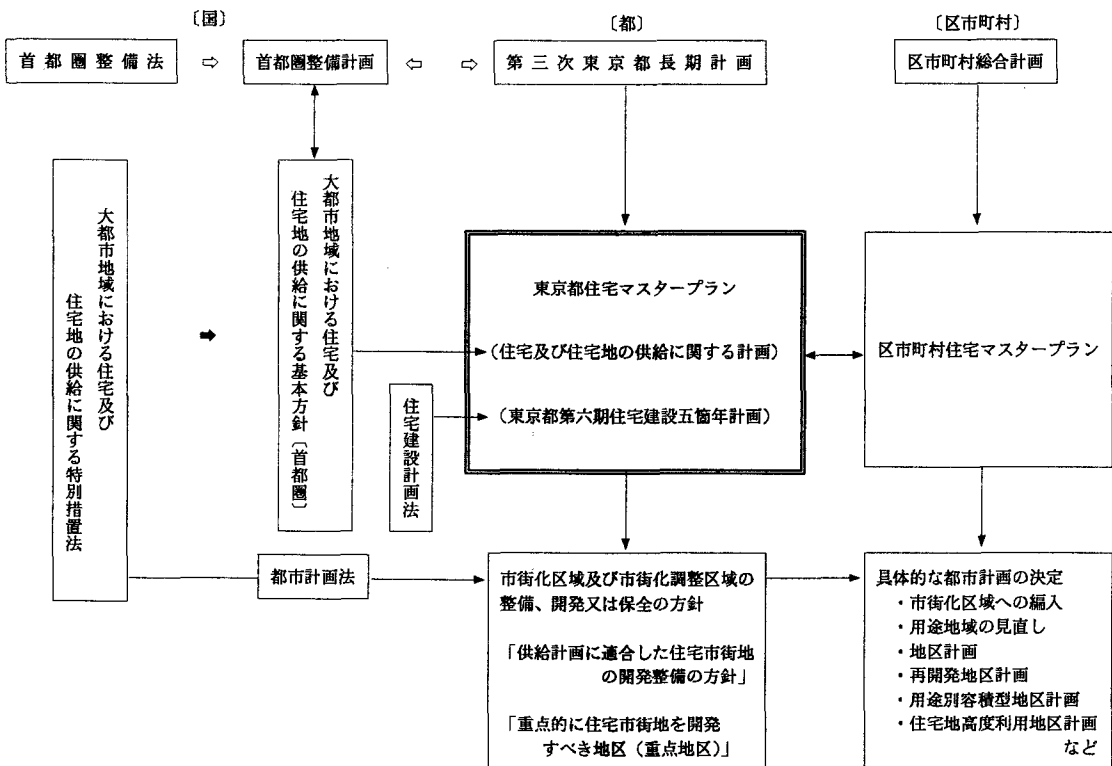 〔国〕
〔都〕
〔区市町村〕
首都圏整備法
⇨
首都圏整備計画
⇦ ⇨
第三次東京都長期計画
区市町村総合計画
大都市地域における住宅及び
住宅地の供給に関する特別措置法
➡
大都市地域における住宅及び
住宅地の供給に関する基本方針〔首都圏〕
住宅建設計画法
東京都住宅マスタープラン
(住宅及び住宅地の供給に関する計画)
(東京都第六期住宅建設五箇年計画)
区市町村住宅マスタープラン
都市計画法
市街化区域及び市街化調整区域の
整備、開発又は保全の方針
「供給計画に適合した住宅市街地
の開発整備の方針」
「重点的に住宅市街地を開発
すべき地区(重点地区)」
具体的な都市計画の決定
・市街化区域への編入
・用途地域の見直し
・地区計画
・再開発地区計画
・用途別容積型地区計画
・住宅地高度利用地区計画
など